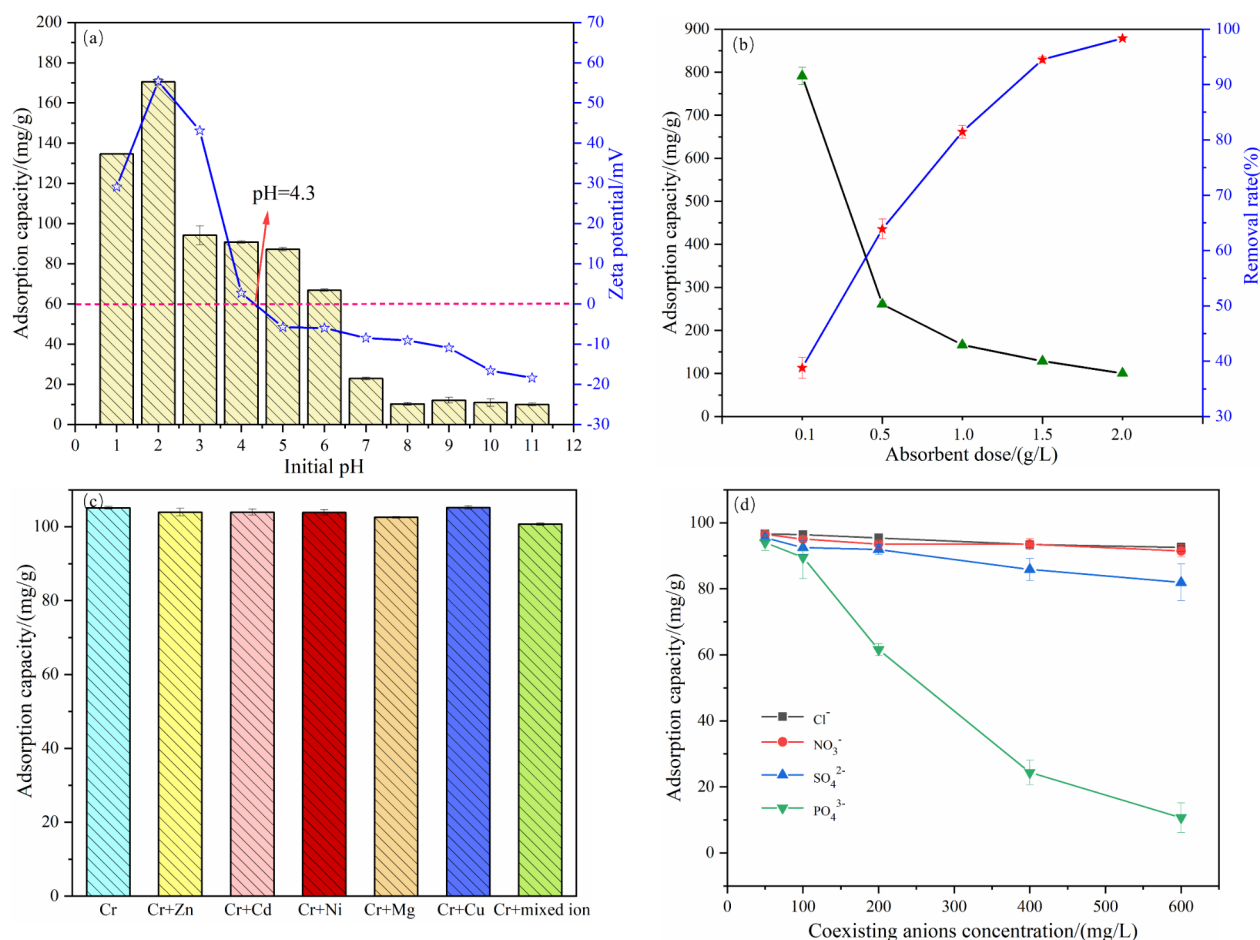 (a)
Adsorption capacity/(mg/g)
200
180
160
140
120
100
80
60
40
20
0
70
60
50
40
30
20
10
0
-10
-20
-30
Zeta potential/mV
pH=4.3
0 1 2 3 4 5 6 7 8 9 10 11 12
Initial pH
(b)
Adsorption capacity/(mg/g)
900
800
700
600
500
400
300
200
100
0
100
90
80
70
60
50
40
30
Removal rate(%)
0.1 0.5 1.0 1.5 2.0
Absorbent dose/(g/L)
(c)
Adsorption capacity/(mg/g)
100
80
60
40
20
0
Cr Cr+Zn Cr+Cd Cr+Ni Cr+Mg Cr+Cu Cr+mixed ion
(d)
Adsorption capacity/(mg/g)
100
80
60
40
20
0
Cl⁻
NO₃⁻
SO₄²⁻
PO₄³⁻
0 100 200 300 400 500 600
Coexisting anions concentration/(mg/L)